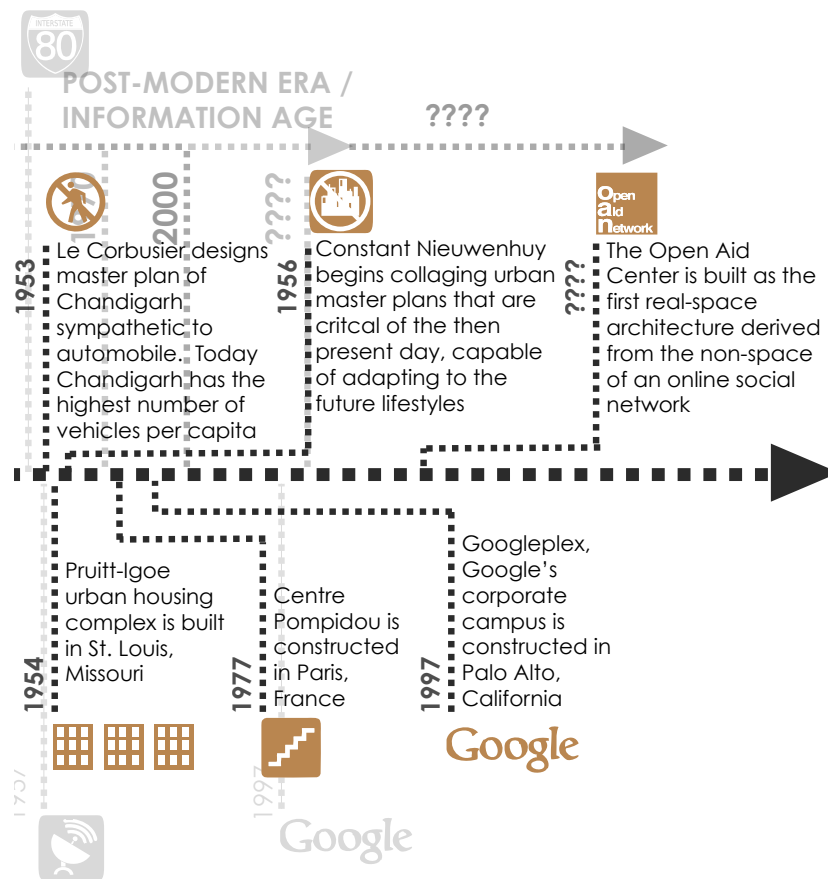 INTERSTATE
80
POST-MODERN ERA /
INFORMATION AGE
????
1970
2000
????
1953
Le Corbusier designs
master plan of
Chandigarh
sympathetic to
automobile. Today
Chandigarh has the
highest number of
vehicles per capita
1956
Constant Nieuwenhuy
begins collaging urban
master plans that are
critcal of the then
present day, capable
of adapting to the
future lifestyles
Open
aid
network
????
The Open Aid
Center is built as the
first real-space
architecture derived
from the non-space
of an online social
network
1954
Pruitt-Igoe
urban housing
complex is built
in St. Louis,
Missouri
1977
Centre
Pompidou is
constructed
in Paris,
France
1997
Googleplex,
Google's
corporate
campus is
constructed in
Palo Alto,
California
Google
1957
1997
Google